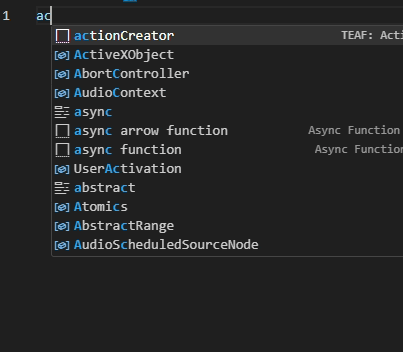 1 ac
actionCreator TEAF: Acti
ActiveXObject
AbortController
AudioContext
async
async arrow function Async Function
async function Async Function
UserActivation
abstract
Atomics
AbstractRange
AudioScheduledSourceNode